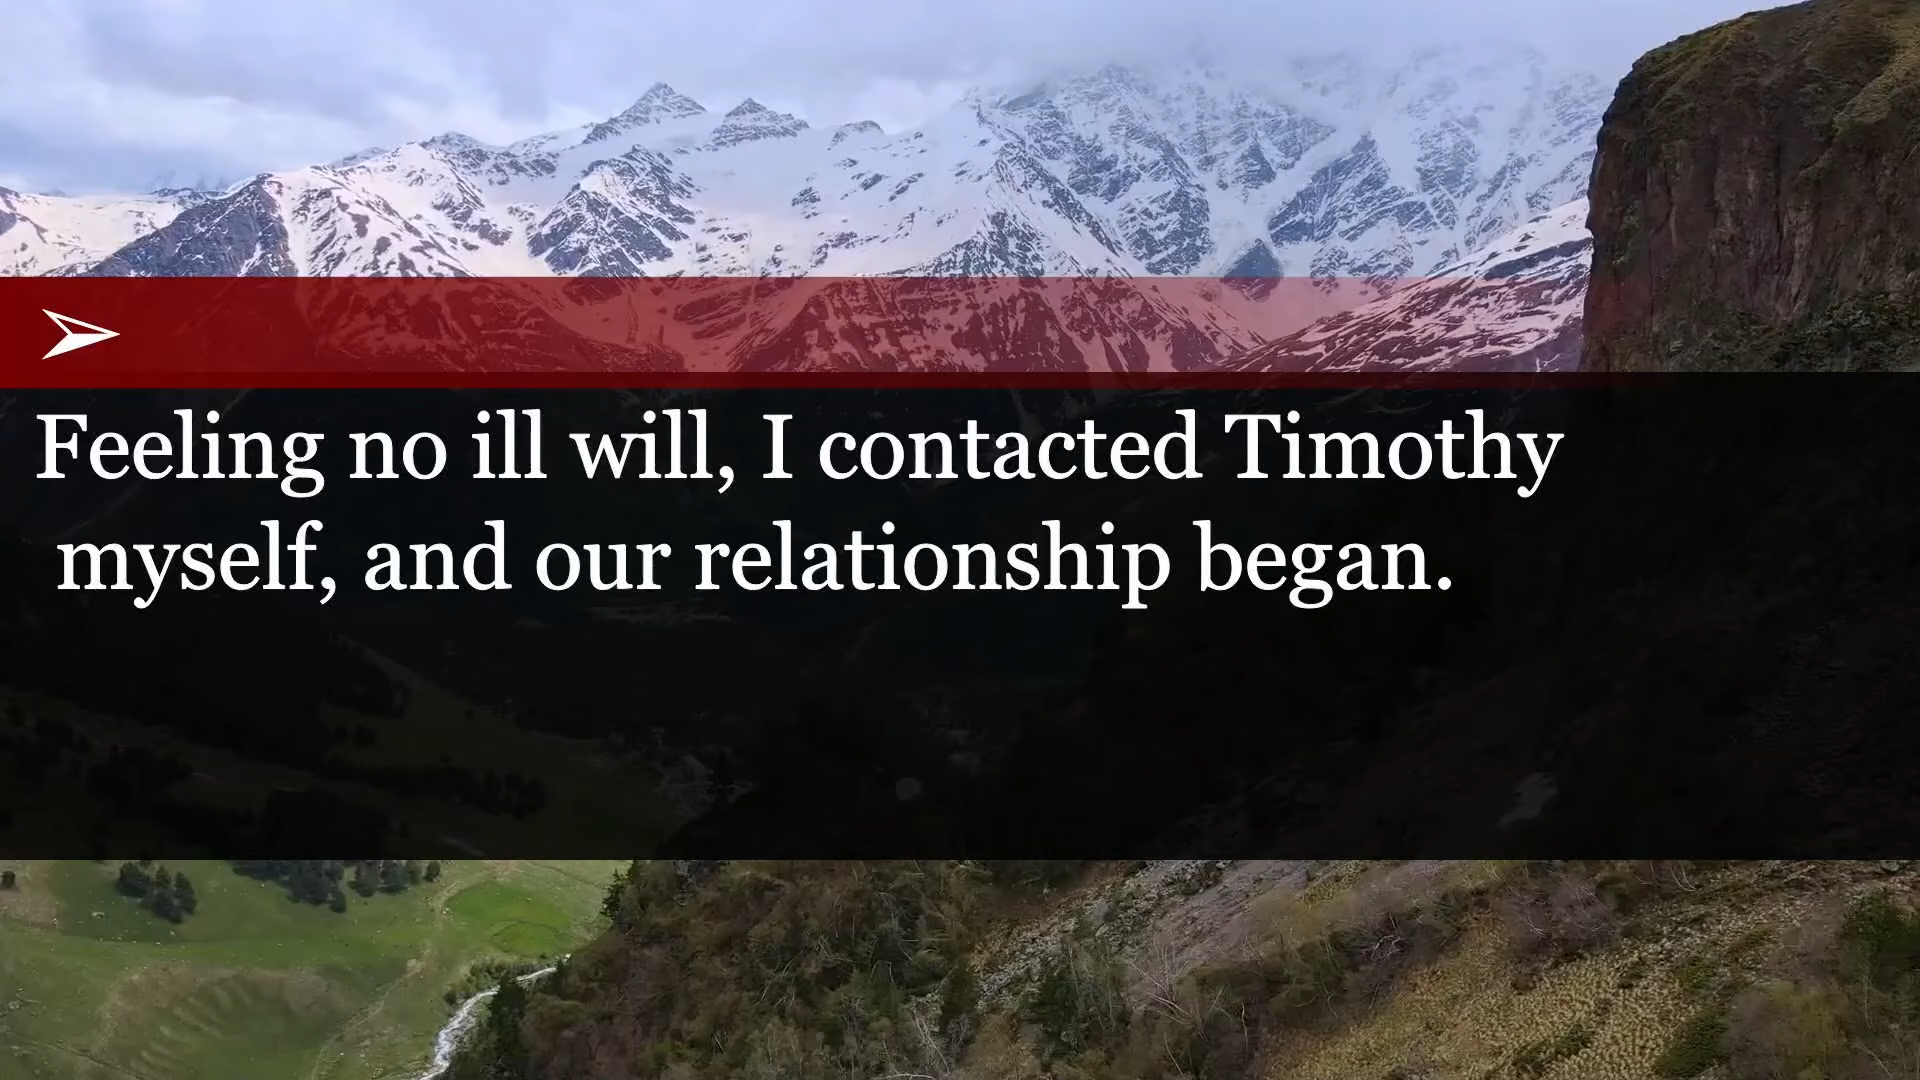 Feeling no ill will, I contacted Timothy
myself, and our relationship began.